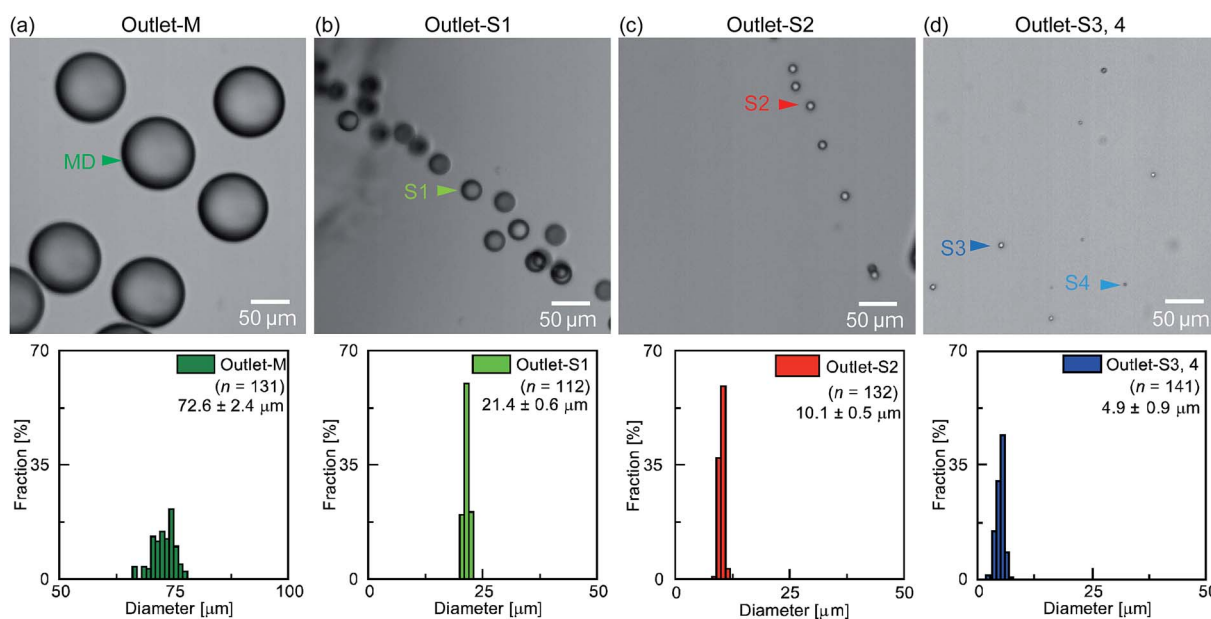 (a) Outlet-M
MD
50 μm
(b) Outlet-S1
S1
50 μm
(c) Outlet-S2
S2
50 μm
(d) Outlet-S3, 4
S3
S4
50 μm
70
35
0
Fraction [%]
Outlet-M
(n = 131)
72.6 ± 2.4 μm
50 75 100
Diameter [μm]
70
35
0
Fraction [%]
Outlet-S1
(n = 112)
21.4 ± 0.6 μm
0 25 50
Diameter [μm]
70
35
0
Fraction [%]
Outlet-S2
(n = 132)
10.1 ± 0.5 μm
0 25 50
Diameter [μm]
70
35
0
Fraction [%]
Outlet-S3, 4
(n = 141)
4.9 ± 0.9 μm
0 25 50
Diameter [μm]